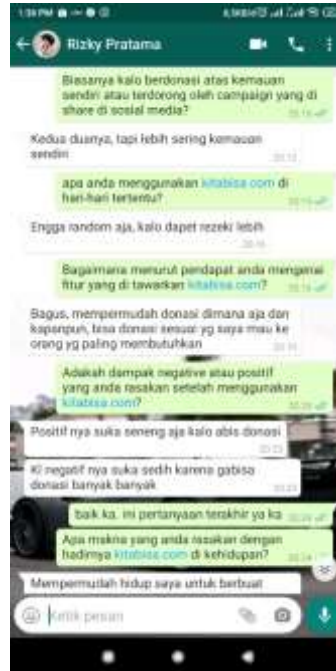 1:36 PM
Rizky Pratama
Biasanya kalo berdonasi atas kemauan
sendiri atau terdorong oleh campaign yang di
share di sosial media?
Kedua duanya, tapi lebih sering kemauan
sendiri
apa anda menggunakan kitabisa.com di
hari-hari tertentu?
Engga random aja, kalo dapet rezeki lebih
Bagaimana menurut pendapat anda mengenai
fitur yang di tawarkan kitabisa.com?
Bagus, mempermudah donasi dimana aja dan
kapanpun, bisa donasi sesuai yg saya mau ke
orang yg paling membutuhkan
Adakah dampak negative atau positif
yang anda rasakan setelah menggunakan
kitabisa.com?
Positif nya suka seneng aja kalo abis donasi
Kl negatif nya suka sedih karena gabisa
donasi banyak banyak
baik ka. ini pertanyaan terakhir ya ka
Apa makna yang anda rasakan dengan
hadirnya kitabisa.com di kehidupan?
Mempermudah hidup saya untuk berbuat
Ketik pesan